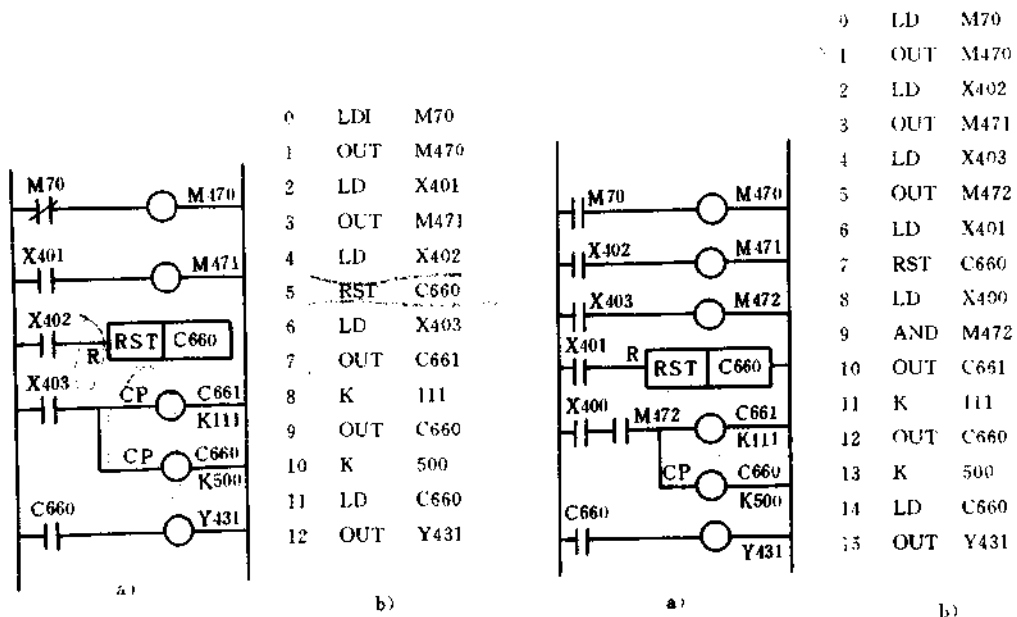 M70
M470
X401
M471
X402
R
RST C660
X403
CP
C661
K111
CP
C660
K500
C660
Y431
a)
0 LDI M70
1 OUT M470
2 LD X401
3 OUT M471
4 LD X402
5 RST C660
6 LD X403
7 OUT C661
8 K 111
9 OUT C660
10 K 500
11 LD C660
12 OUT Y431
b)
M70
M470
X402
M471
X403
M472
X401
R
RST C660
X400
M472
C661
K111
CP
C660
K500
C660
Y431
a)
0 LD M70
1 OUT M470
2 LD X402
3 OUT M471
4 LD X403
5 OUT M472
6 LD X401
7 RST C660
8 LD X400
9 AND M472
10 OUT C661
11 K 111
12 OUT C660
13 K 500
14 LD C660
15 OUT Y431
b)